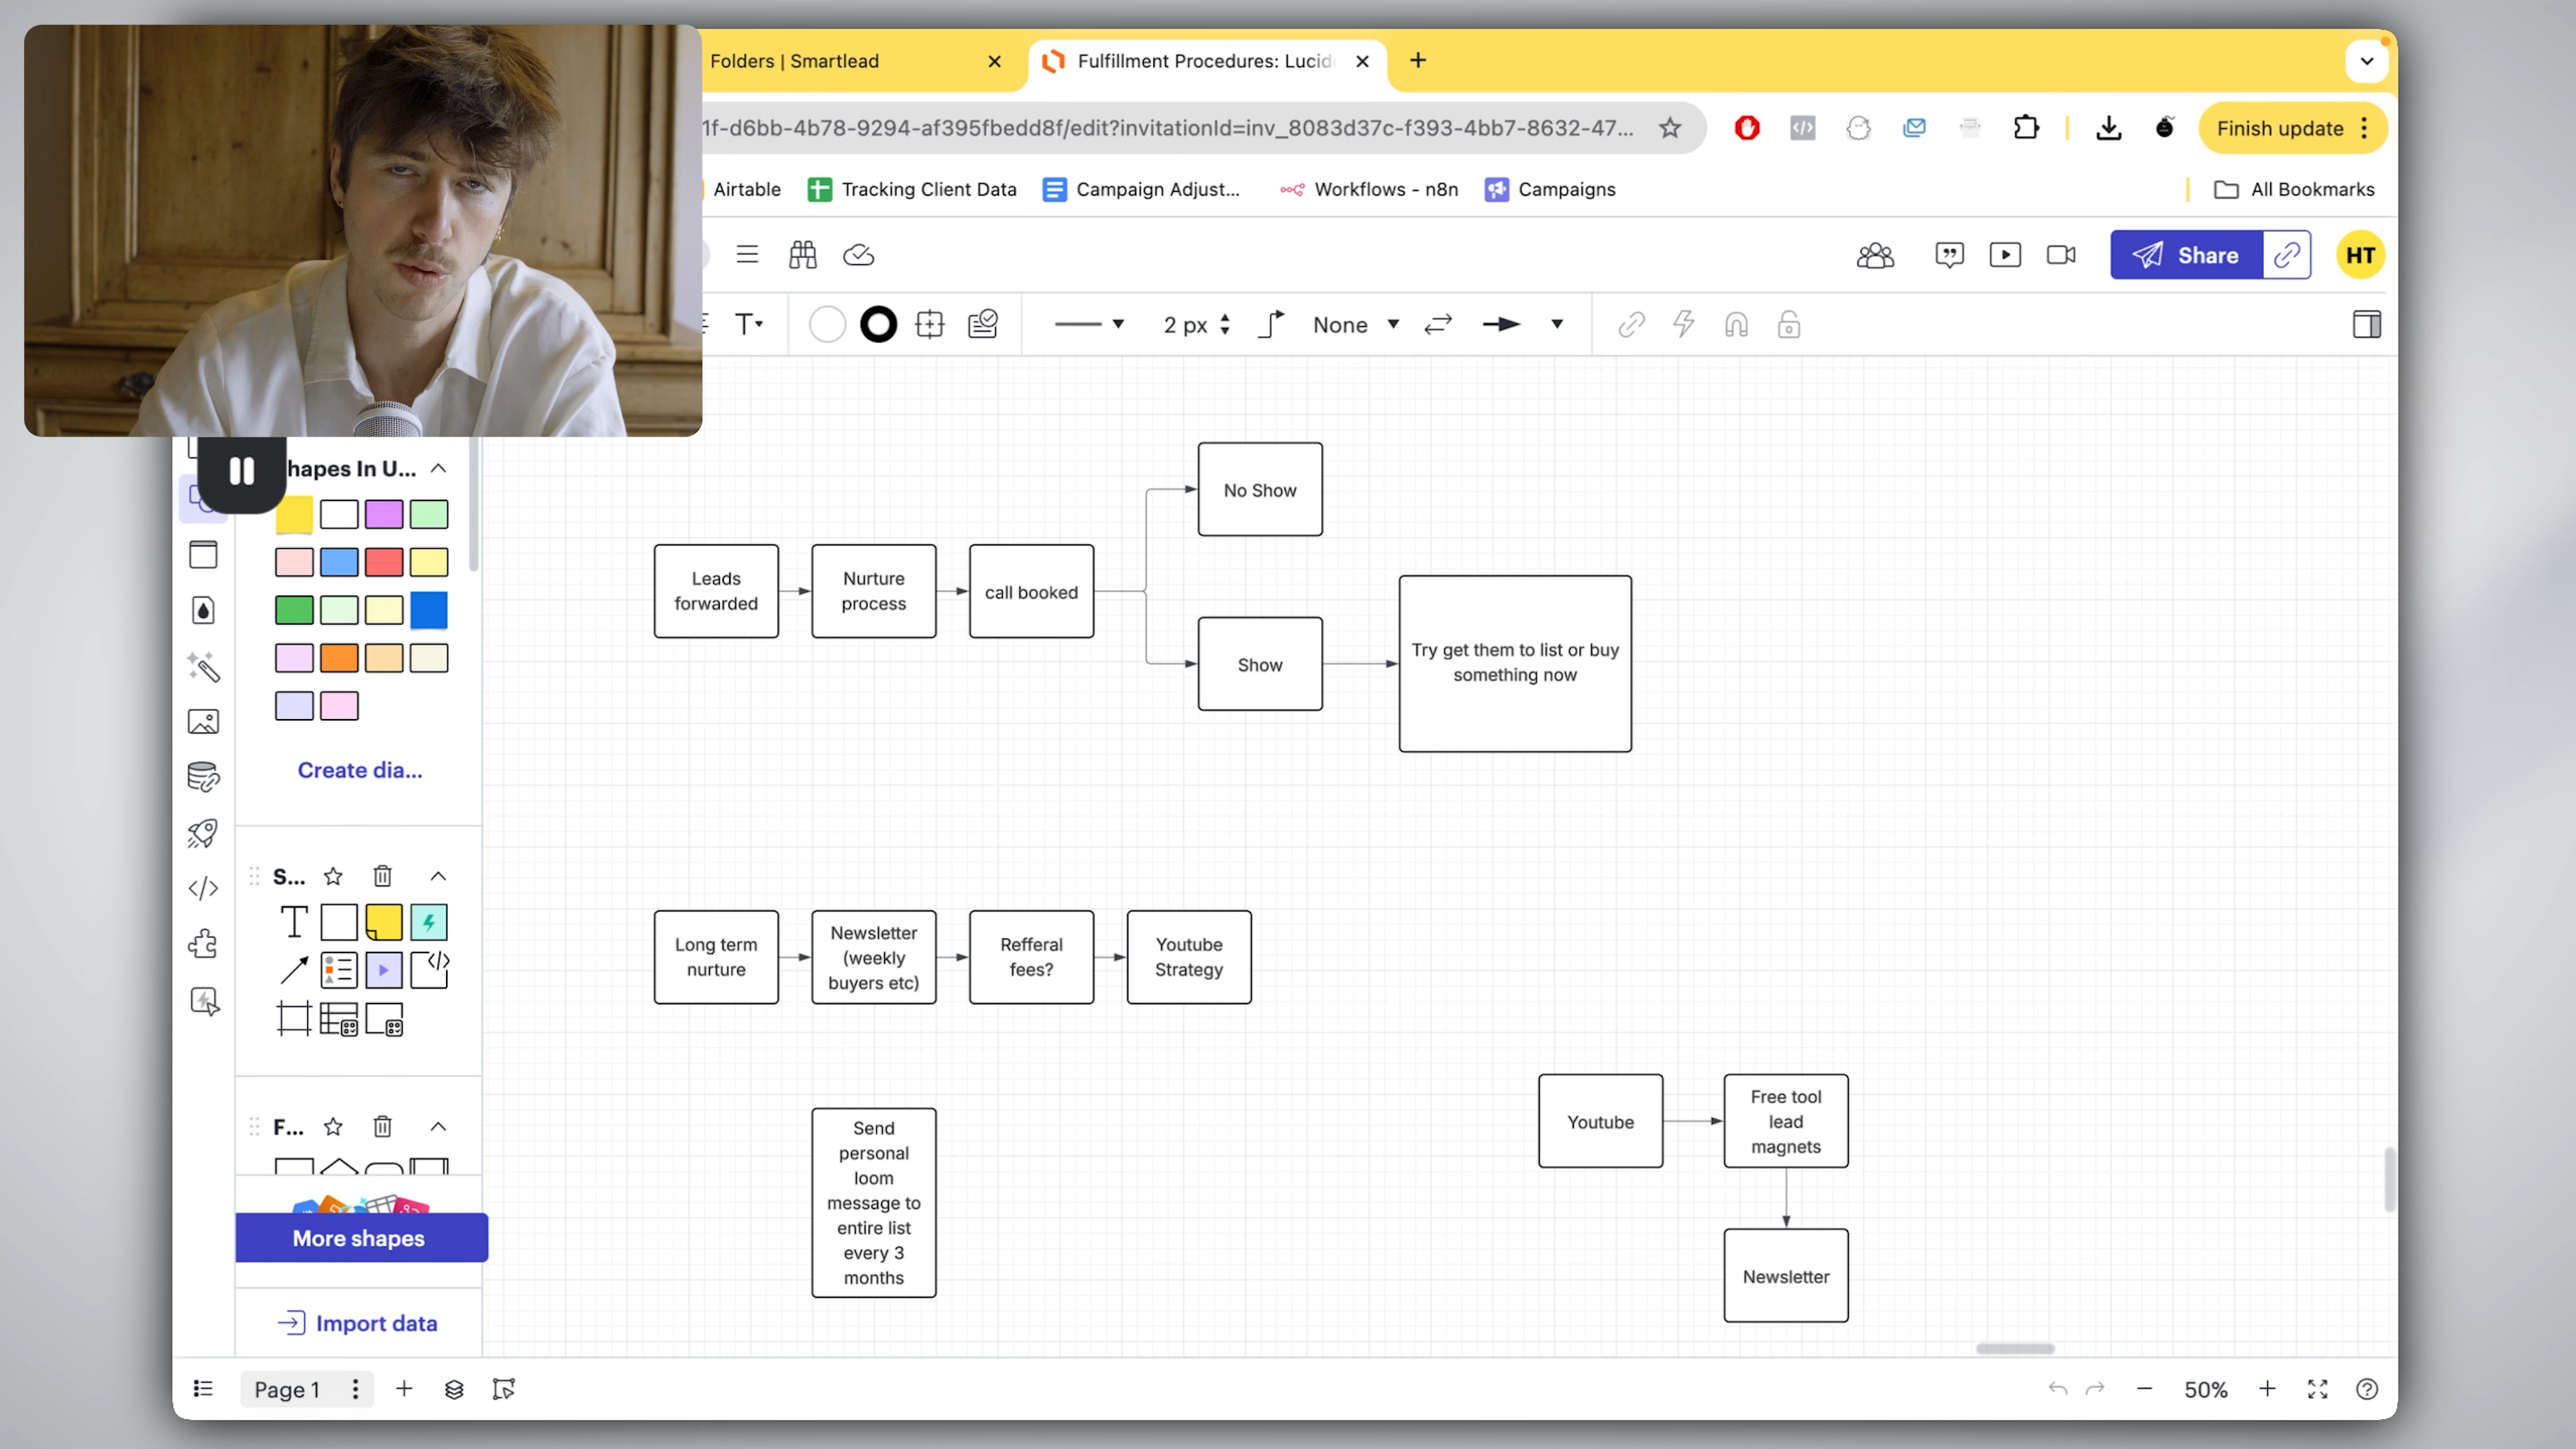 Folders | Smartlead
Fulfillment Procedures: Lucid
1f-d6bb-4b78-9294-af395fbedd8f/edit?invitationId=inv_8083d37c-f393-4bb7-8632-47...
Finish update
Airtable
Tracking Client Data
Campaign Adjust...
Workflows - n8n
Campaigns
All Bookmarks
Share
HT
2 px
None
hapes In U...
Create dia...
S...
F...
More shapes
Import data
No Show
Leads
forwarded
Nurture
process
call booked
Show
Try get them to list or buy
something now
Long term
nurture
Newsletter
(weekly
buyers etc)
Refferal
fees?
Youtube
Strategy
Send
personal
loom
message to
entire list
every 3
months
Youtube
Free tool
lead
magnets
Newsletter
Page 1
50%